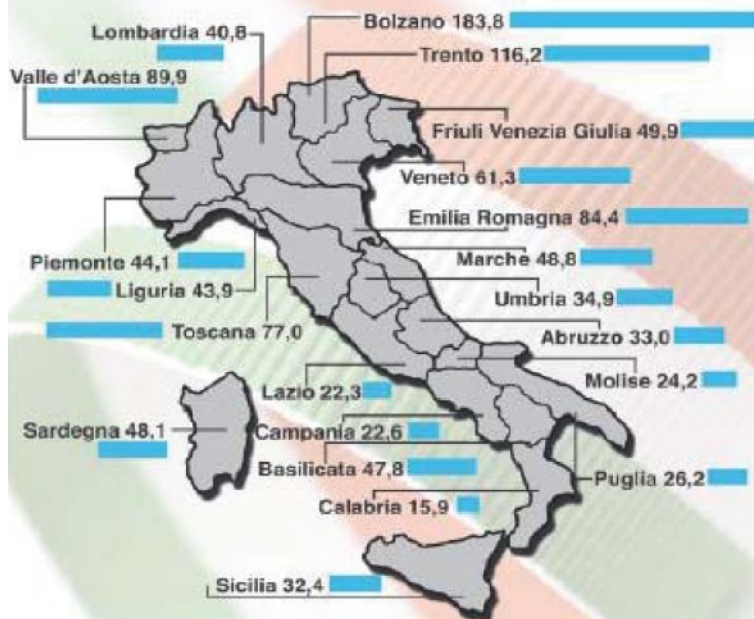 Bolzano 183,8
Lombardia 40,8
Trento 116,2
Valle d'Aosta 89,9
Friuli Venezia Giulia 49,9
Veneto 61,3
Emilia Romagna 84,4
Piemonte 44,1
Marche 48,8
Liguria 43,9
Umbria 34,9
Toscana 77,0
Abruzzo 33,0
Lazio 22,3
Molise 24,2
Sardegna 48,1
Campania 22,6
Basilicata 47,8
Puglia 26,2
Calabria 15,9
Sicilia 32,4